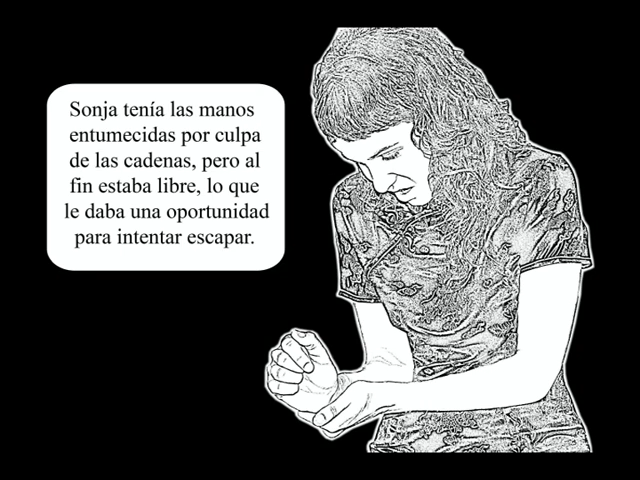 Sonja tenía las manos
entumecidas por culpa
de las cadenas, pero al
fin estaba libre, lo que
le daba una oportunidad
para intentar escapar.